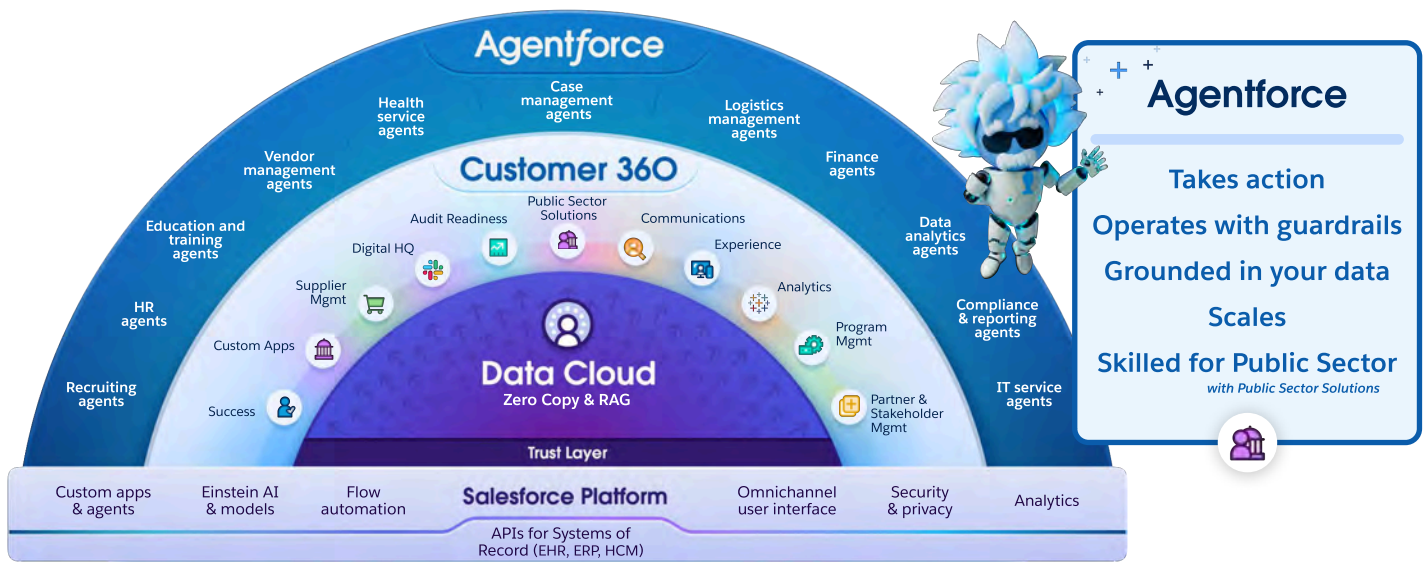 Agentforce
Case
management
agents
Health
service
agents
Logistics
management
agents
Vendor
management
agents
Finance
agents
Education and
training
agents
Data
analytics
agents
HR
agents
Compliance
& reporting
agents
Recruiting
agents
IT service
agents
Customer 360
Public Sector
Solutions
Audit Readiness
Communications
Digital HQ
Experience
Supplier
Mgmt
Analytics
Custom Apps
Program
Mgmt
Success
Partner &
Stakeholder
Mgmt
Data Cloud
Zero Copy & RAG
Trust Layer
Custom apps
& agents
Einstein AI
& models
Flow
automation
Salesforce Platform
Omnichannel
user interface
Security
& privacy
Analytics
APIs for Systems of
Record (EHR, ERP, HCM)
Agentforce
Takes action
Operates with guardrails
Grounded in your data
Scales
Skilled for Public Sector
with Public Sector Solutions